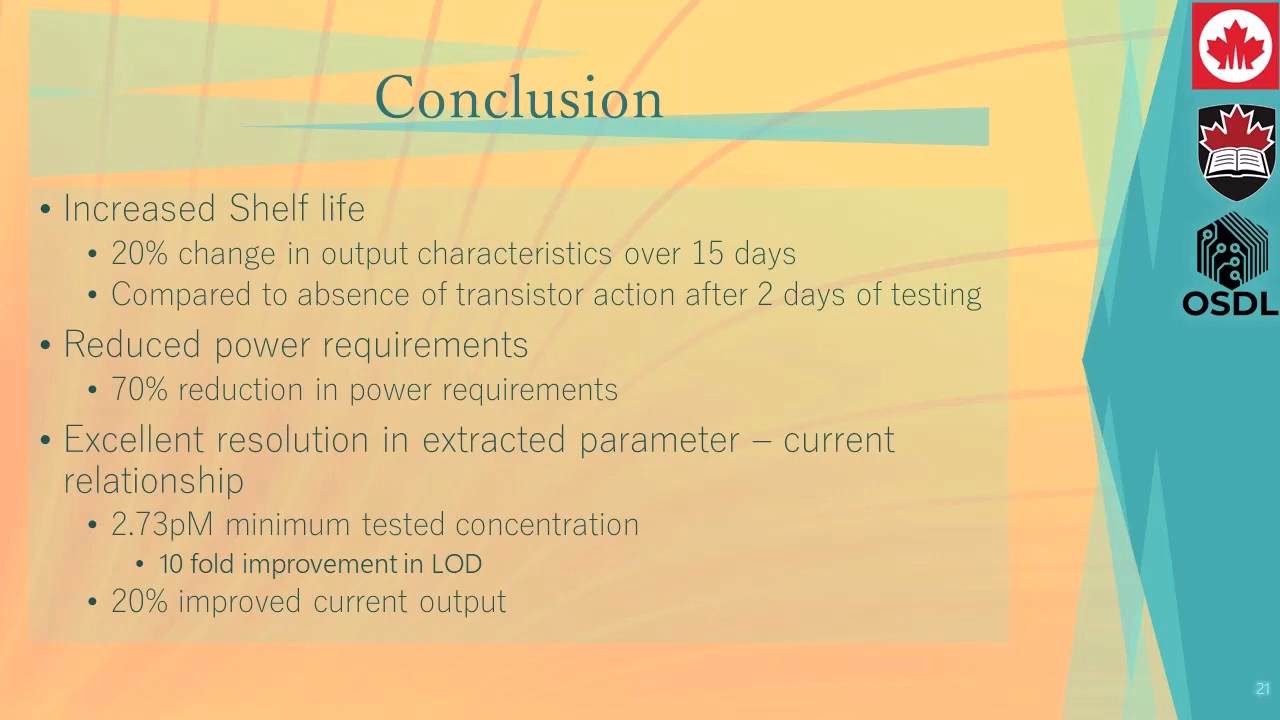 Conclusion
• Increased Shelf life
• 20% change in output characteristics over 15 days
• Compared to absence of transistor action after 2 days of testing
• Reduced power requirements
• 70% reduction in power requirements
• Excellent resolution in extracted parameter – current
relationship
• 2.73pM minimum tested concentration
• 10 fold improvement in LOD
• 20% improved current output
OSDL
21